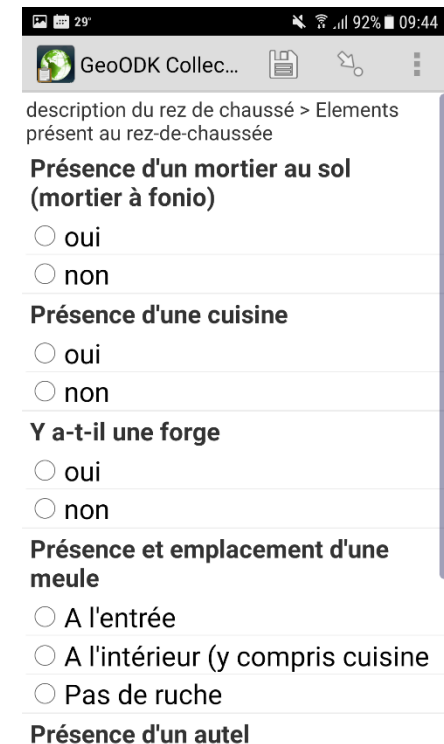 29° 92% 09:44
GeoODK Collec...
description du rez de chaussé > Elements
présent au rez-de-chaussée
Présence d'un mortier au sol
(mortier à fonio)
oui
non
Présence d'une cuisine
oui
non
Y a-t-il une forge
oui
non
Présence et emplacement d'une
meule
A l'entrée
A l'intérieur (y compris cuisine
Pas de ruche
Présence d'un autel